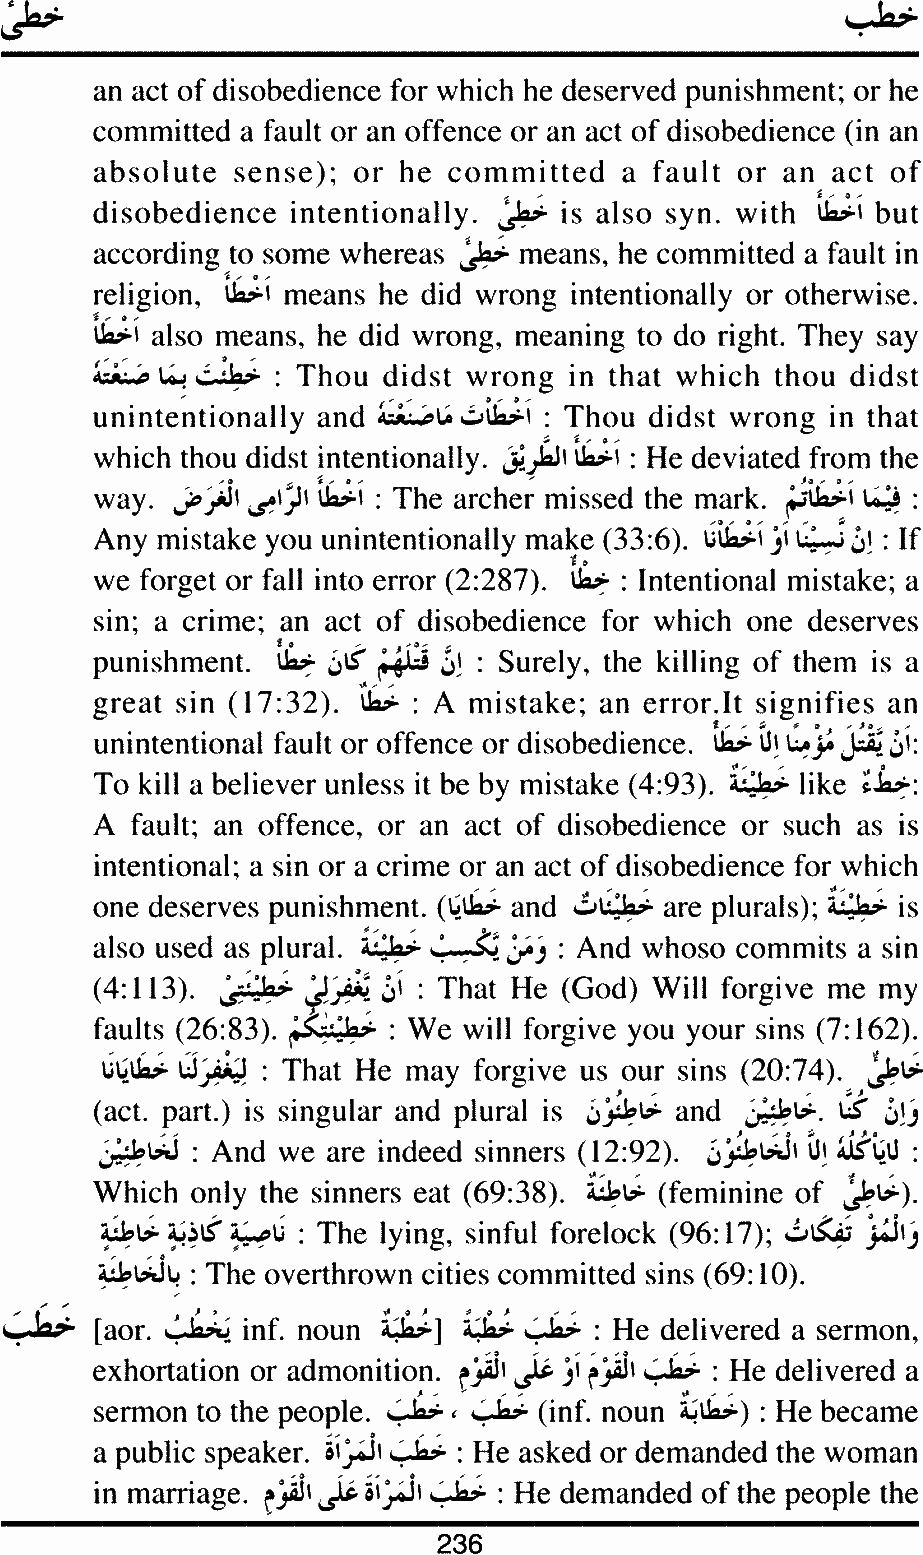 خطئ خطب
an act of disobedience for which he deserved punishment; or he
committed a fault or an offence or an act of disobedience (in an
absolute sense); or he committed a fault or an act of
disobedience intentionally. خَطِئَ is also syn. with اَخْطَأَ but
according to some whereas خَطِئَ means, he committed a fault in
religion, اَخْطَأَ means he did wrong intentionally or otherwise.
اَخْطَأَ also means, he did wrong, meaning to do right. They say
خَطِئْتَ بِمَا صَنَعْتَهُ : Thou didst wrong in that which thou didst
unintentionally and اَخْطَاْتَ مَاصَنَعْتَهُ : Thou didst wrong in that
which thou didst intentionally. اَخْطَأَ الطَّرِيْقَ : He deviated from the
way. اَخْطَأَ الرَّامِى الْغَرَضَ : The archer missed the mark. فِيْمَا اَخْطَاْتُمْ :
Any mistake you unintentionally make (33:6). اِنْ نَسِيْنَا اَوْ اَخْطَاْنَا : If
we forget or fall into error (2:287). خِطْأً : Intentional mistake; a
sin; a crime; an act of disobedience for which one deserves
punishment. اِنَّ قَتْلَهُمْ كَانَ خِطْأً : Surely, the killing of them is a
great sin (17:32). خَطَأً : A mistake; an error.It signifies an
unintentional fault or offence or disobedience. اَنْ يَقْتُلَ مُؤْمِنًا اِلَّا خَطَأً:
To kill a believer unless it be by mistake (4:93). خَطِيْئَةً like خِطْءٌ:
A fault; an offence, or an act of disobedience or such as is
intentional; a sin or a crime or an act of disobedience for which
one deserves punishment. (خَطَايَا and خَطِيْئَاتٌ are plurals); خَطِيْئَةٌ is
also used as plural. وَمَنْ يَّكْسِبْ خَطِيْئَةً : And whoso commits a sin
(4:113). اَنْ يَّغْفِرَلِىْ خَطِيْئَتِىْ : That He (God) Will forgive me my
faults (26:83). خَطِيْئٰتِكُمْ : We will forgive you your sins (7:162).
لِيَغْفِرَلَنَا خَطَايَانَا : That He may forgive us our sins (20:74). خَاطِئٌ
(act. part.) is singular and plural is خَاطِئُوْنَ and خَاطِئِيْنَ. وَاِنْ كُنَّا
لَخَاطِئِيْنَ : And we are indeed sinners (12:92). لَايَاْكُلُهُ اِلَّا الْخَاطِئُوْنَ :
Which only the sinners eat (69:38). خَاطِئَةٌ (feminine of خَاطِئٌ).
نَاصِيَةٍ كَاذِبَةٍ خَاطِئَةٍ : The lying, sinful forelock (96:17); وَالْمُؤْ تَفِكَاتُ
بِالْخَاطِئَةِ : The overthrown cities committed sins (69:10).
خَطَبَ [aor. يَخْطُبُ inf. noun خُطْبَةٌ] خَطَبَ خُطْبَةً : He delivered a sermon,
exhortation or admonition. خَطَبَ الْقَوْمَ اَوْ عَلَى الْقَوْمِ : He delivered a
sermon to the people. خَطَبَ ، خَطُبَ (inf. noun خَطَابَةٌ) : He became
a public speaker. خَطَبَ الْمَرْاَةَ : He asked or demanded the woman
in marriage. خَطَبَ الْمَرْاَةَ عَلَى الْقَوْمِ : He demanded of the people the
236